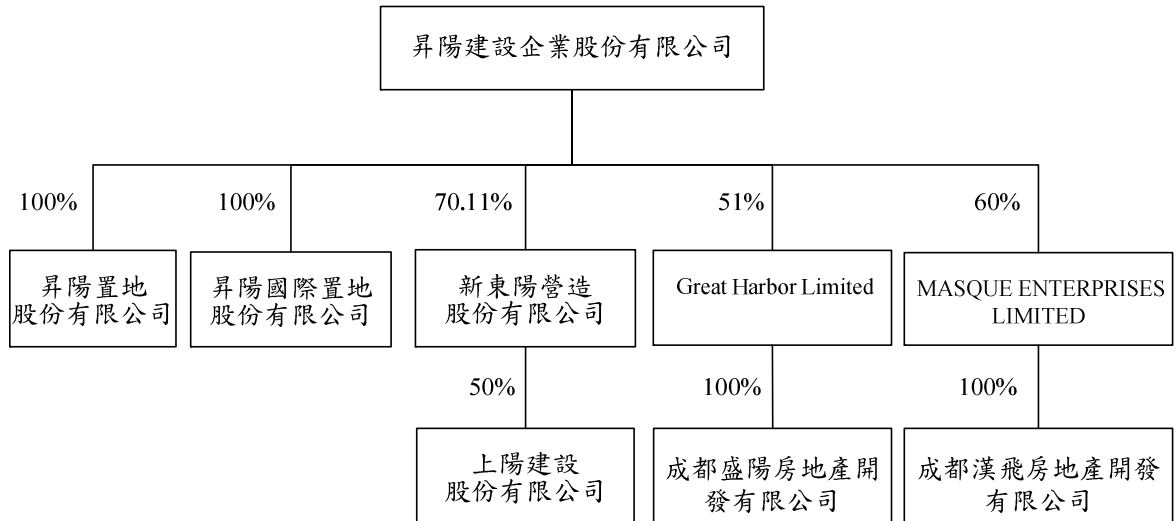 昇陽建設企業股份有限公司
100%
100%
70.11%
51%
60%
昇陽置地
股份有限公司
昇陽國際置地
股份有限公司
新東陽營造
股份有限公司
Great Harbor Limited
MASQUE ENTERPRISES
LIMITED
50%
100%
100%
上陽建設
股份有限公司
成都盛陽房地產開
發有限公司
成都漢飛房地產開發
有限公司